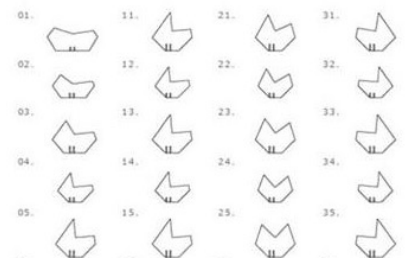 01. 11. 21. 31.
02. 12. 22. 32.
03. 13. 23. 33.
04. 14. 24. 34.
05. 15. 25. 35.